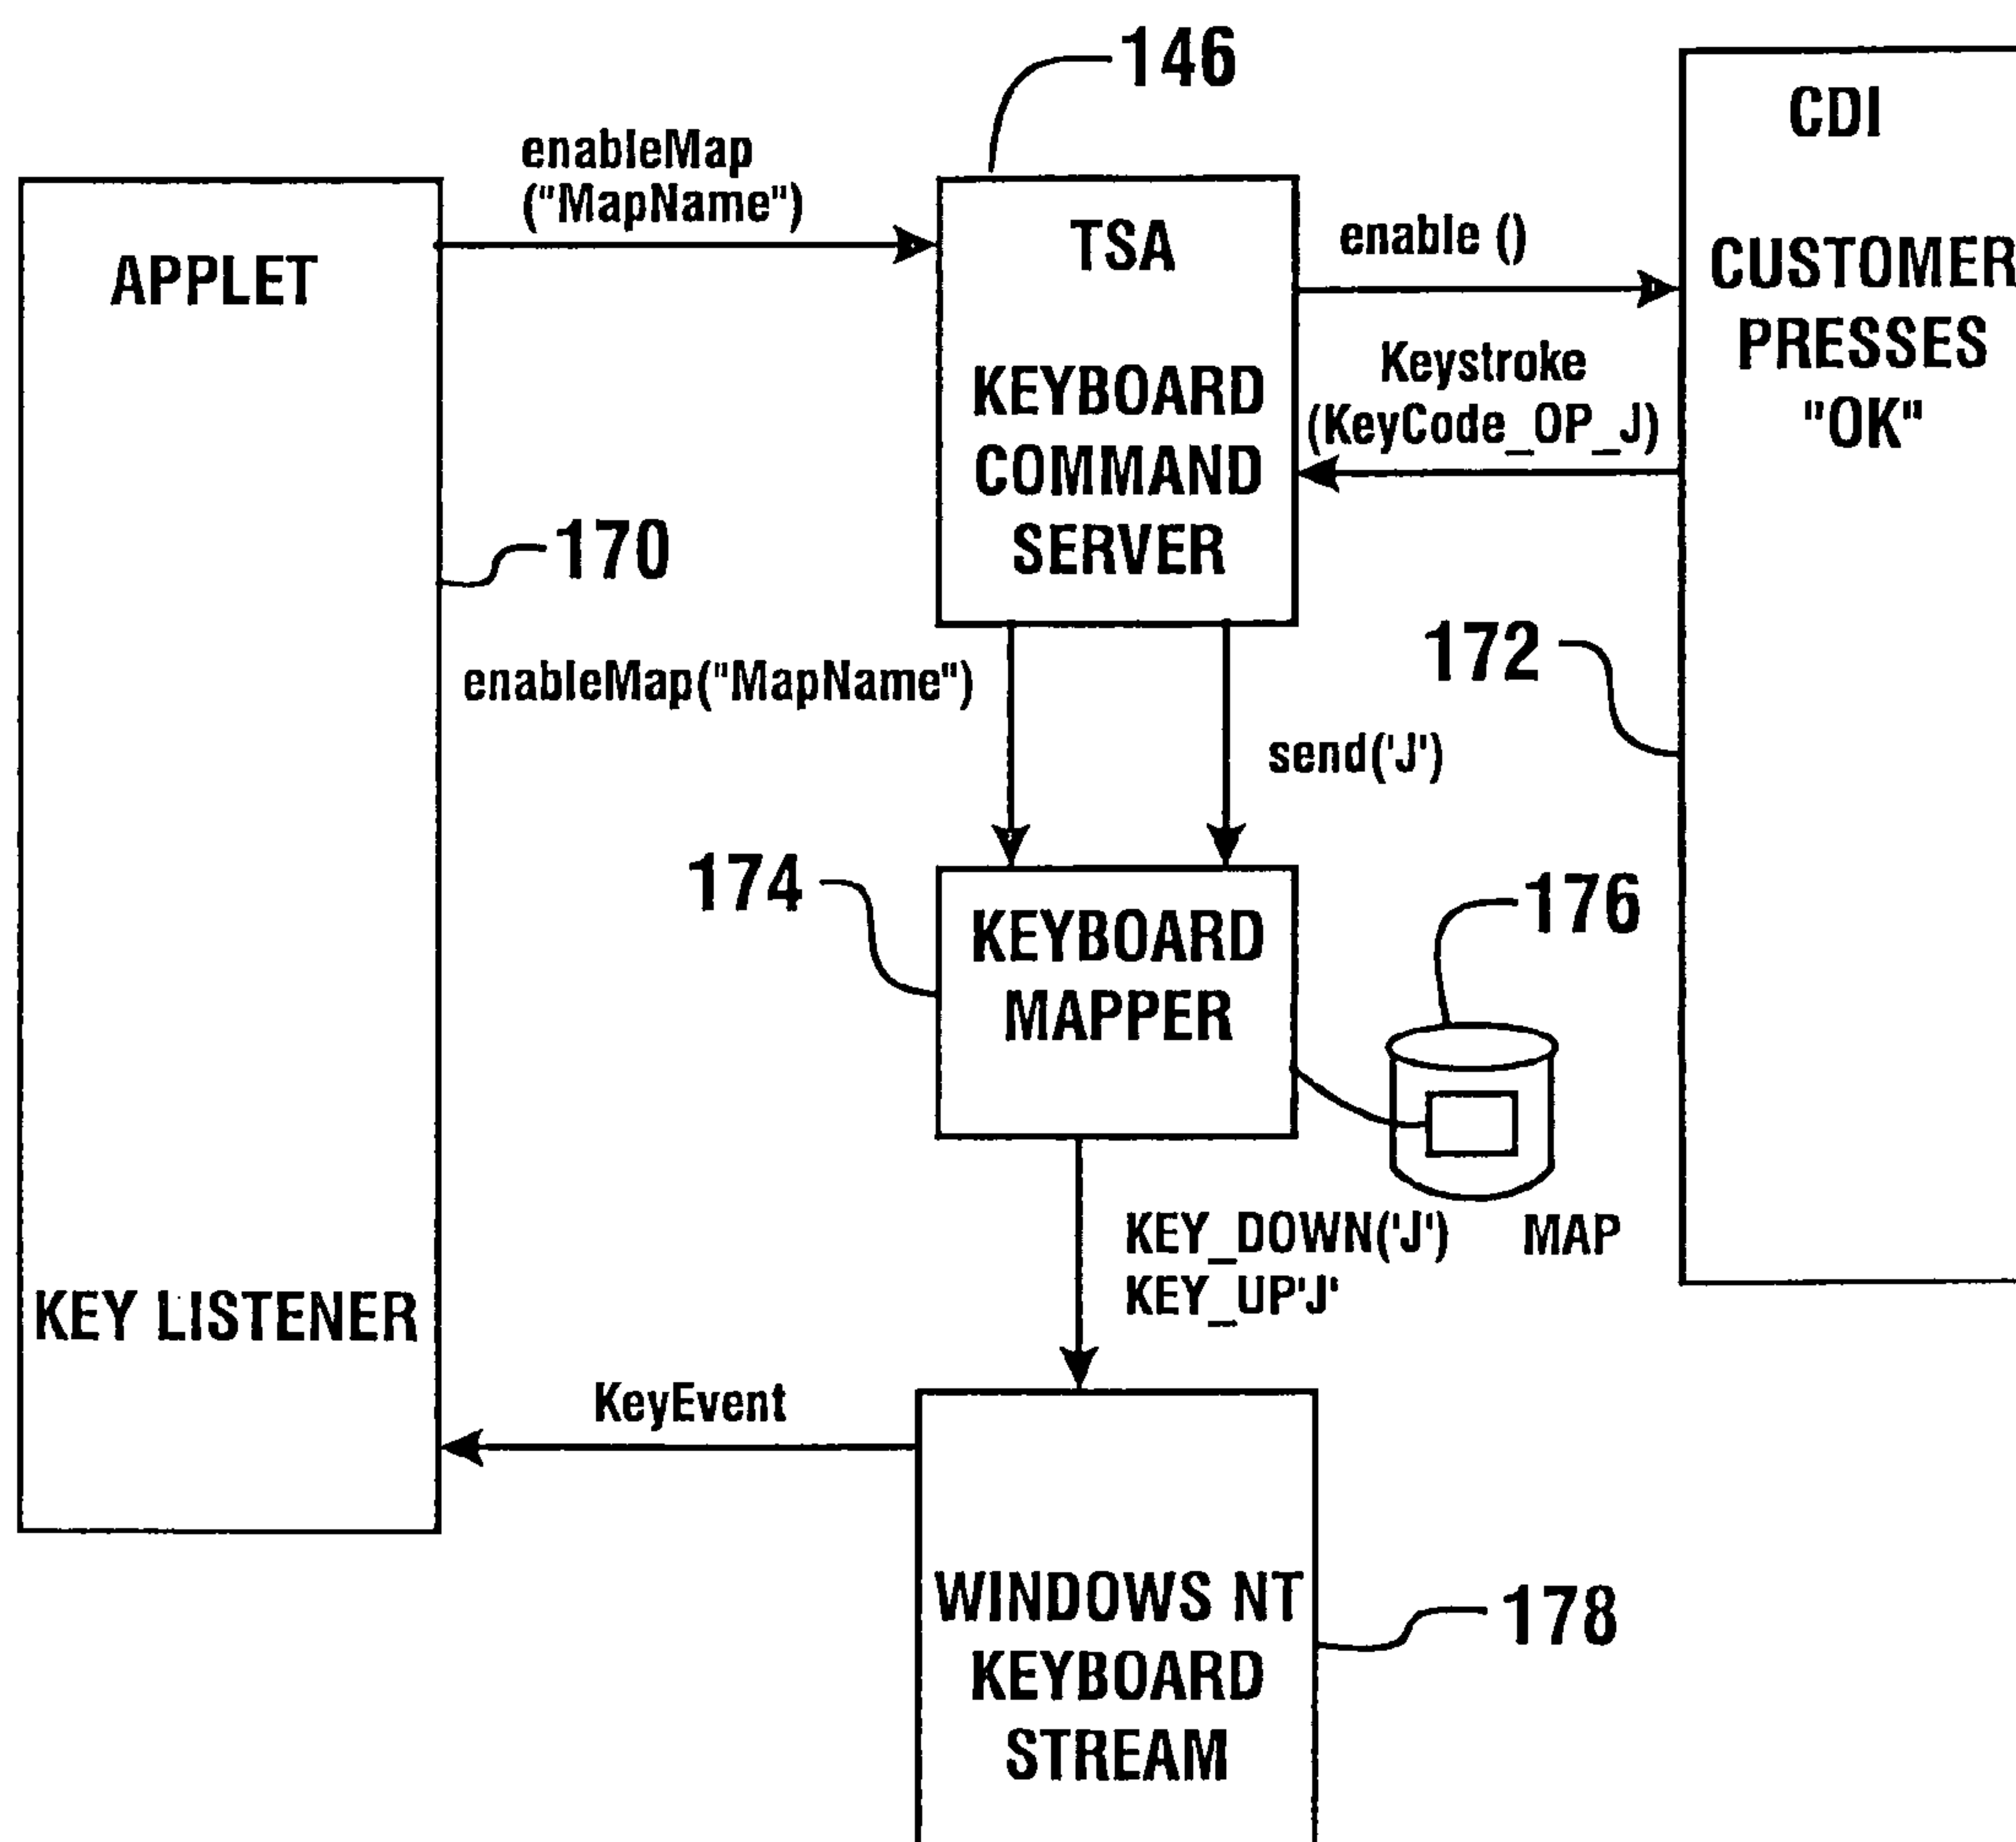 146
CDI
enableMap
("MapName")
APPLET
TSA
enable ()
CUSTOMER
PRESSES
"OK"
Keystroke
(KeyCode_OP_J)
KEYBOARD
COMMAND
SERVER
170
172
enableMap("MapName")
send('J')
174
176
KEYBOARD
MAPPER
KEY_DOWN('J')
KEY_UP'J'
MAP
KEY LISTENER
KeyEvent
WINDOWS NT
KEYBOARD
STREAM
178